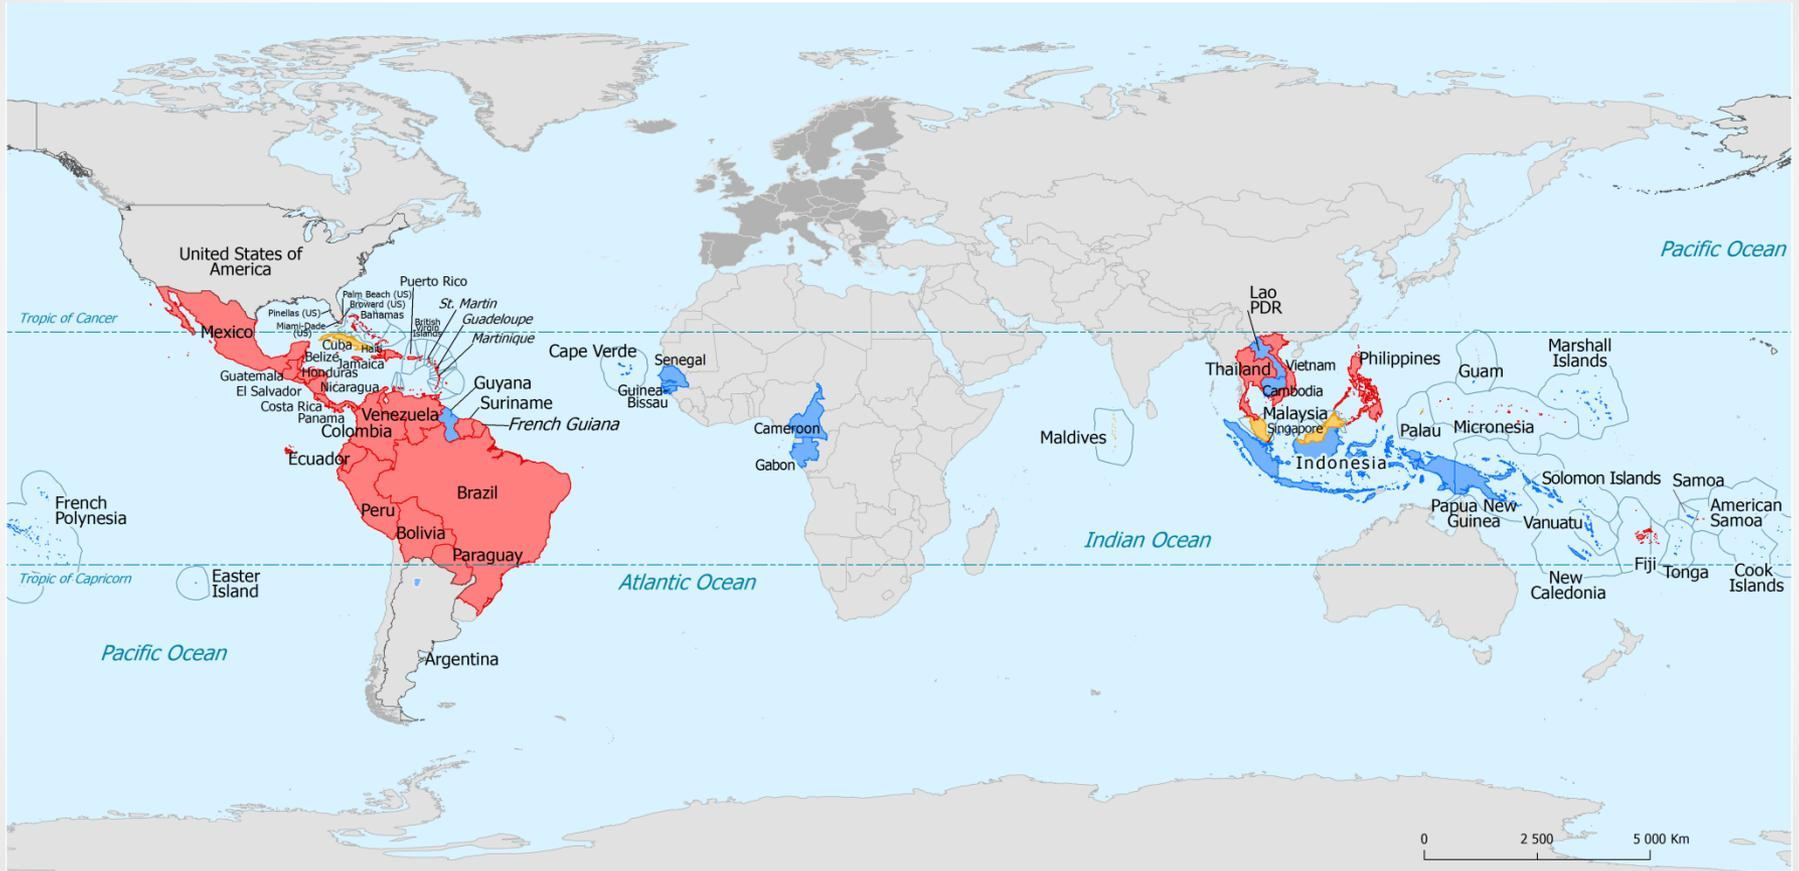 Pacific Ocean
United States of
America
Puerto Rico
Palm Beach (US)
Broward (US)
St. Martin
Lao
PDR
Pinellas (US)
Bahamas
Tropic of Cancer
British
Virgin
Islands
Guadeloupe
Miami-Dade
(US)
Mexico
Martinique
Cuba
Haiti
Cape Verde
Senegal
Marshall
Islands
Belize
Jamaica
Thailand
Vietnam
Philippines
Guam
Honduras
Guatemala
Nicaragua
Guyana
El Salvador
Guinea-
Bissau
Cambodia
Suriname
Costa Rica
Panama
Venezuela
French Guiana
Malaysia
Singapore
Colombia
Cameroon
Maldives
Palau
Micronesia
Ecuador
Gabon
Indonesia
Brazil
Solomon Islands
Samoa
French
Polynesia
Peru
Papua New
Guinea
American
Samoa
Bolivia
Vanuatu
Indian Ocean
Paraguay
Fiji
Tonga
Cook
Islands
Tropic of Capricorn
Easter
Island
Atlantic Ocean
New
Caledonia
Pacific Ocean
Argentina
0 2 500 5 000 Km